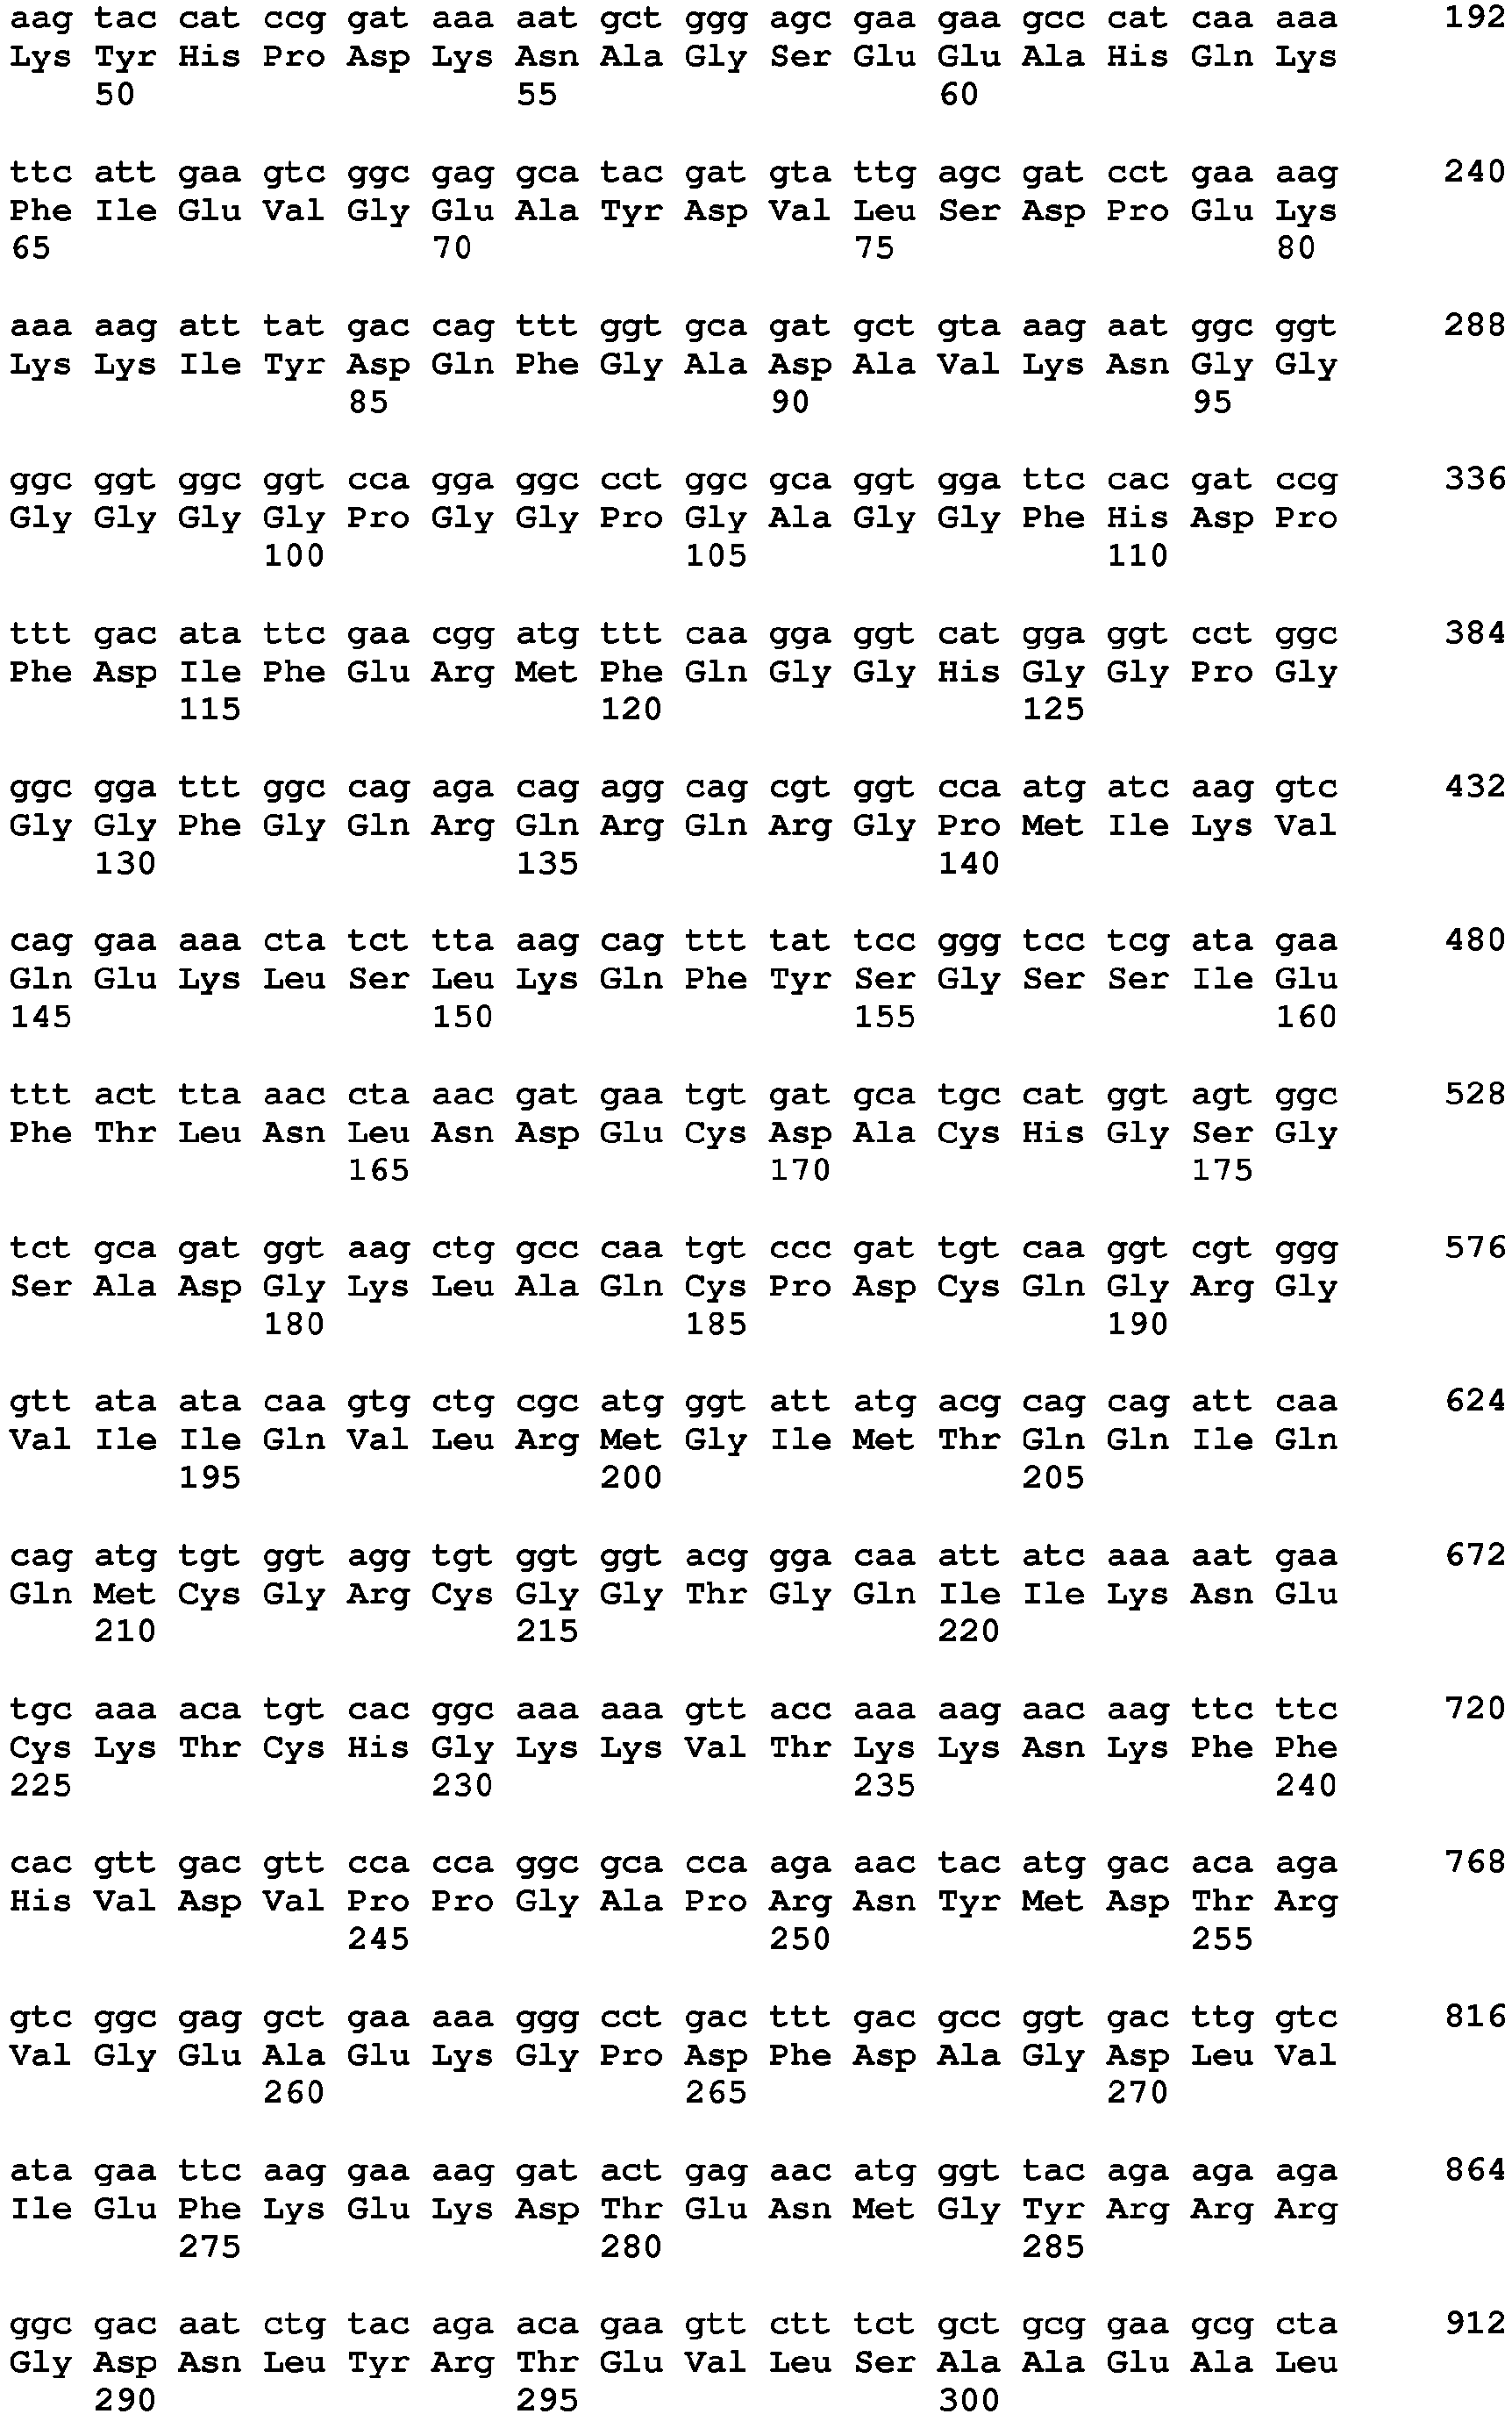 aag tac cat ccg gat aaa aat gct ggg agc gaa gaa gcc cat caa aaa 192
Lys Tyr His Pro Asp Lys Asn Ala Gly Ser Glu Glu Ala His Gln Lys
50 55 60
ttc att gaa gtc ggc gag gca tac gat gta ttg agc gat cct gaa aag 240
Phe Ile Glu Val Gly Glu Ala Tyr Asp Val Leu Ser Asp Pro Glu Lys
65 70 75 80
aaa aag att tat gac cag ttt ggt gca gat gct gta aag aat ggc ggt 288
Lys Lys Ile Tyr Asp Gln Phe Gly Ala Asp Ala Val Lys Asn Gly Gly
85 90 95
ggc ggt ggc ggt cca gga ggc cct ggc gca ggt gga ttc cac gat ccg 336
Gly Gly Gly Gly Pro Gly Gly Pro Gly Ala Gly Gly Phe His Asp Pro
100 105 110
ttt gac ata ttc gaa cgg atg ttt caa gga ggt cat gga ggt cct ggc 384
Phe Asp Ile Phe Glu Arg Met Phe Gln Gly Gly His Gly Gly Pro Gly
115 120 125
ggc gga ttt ggc cag aga cag agg cag cgt ggt cca atg atc aag gtc 432
Gly Gly Phe Gly Gln Arg Gln Arg Gln Arg Gly Pro Met Ile Lys Val
130 135 140
cag gaa aaa cta tct tta aag cag ttt tat tcc ggg tcc tcg ata gaa 480
Gln Glu Lys Leu Ser Leu Lys Gln Phe Tyr Ser Gly Ser Ser Ile Glu
145 150 155 160
ttt act tta aac cta aac gat gaa tgt gat gca tgc cat ggt agt ggc 528
Phe Thr Leu Asn Leu Asn Asp Glu Cys Asp Ala Cys His Gly Ser Gly
165 170 175
tct gca gat ggt aag ctg gcc caa tgt ccc gat tgt caa ggt cgt ggg 576
Ser Ala Asp Gly Lys Leu Ala Gln Cys Pro Asp Cys Gln Gly Arg Gly
180 185 190
gtt ata ata caa gtg ctg cgc atg ggt att atg acg cag cag att caa 624
Val Ile Ile Gln Val Leu Arg Met Gly Ile Met Thr Gln Gln Ile Gln
195 200 205
cag atg tgt ggt agg tgt ggt ggt acg gga caa att atc aaa aat gaa 672
Gln Met Cys Gly Arg Cys Gly Gly Thr Gly Gln Ile Ile Lys Asn Glu
210 215 220
tgc aaa aca tgt cac ggc aaa aaa gtt acc aaa aag aac aag ttc ttc 720
Cys Lys Thr Cys His Gly Lys Lys Val Thr Lys Lys Asn Lys Phe Phe
225 230 235 240
cac gtt gac gtt cca cca ggc gca cca aga aac tac atg gac aca aga 768
His Val Asp Val Pro Pro Gly Ala Pro Arg Asn Tyr Met Asp Thr Arg
245 250 255
gtc ggc gag gct gaa aaa ggg cct gac ttt gac gcc ggt gac ttg gtc 816
Val Gly Glu Ala Glu Lys Gly Pro Asp Phe Asp Ala Gly Asp Leu Val
260 265 270
ata gaa ttc aag gaa aag gat act gag aac atg ggt tac aga aga aga 864
Ile Glu Phe Lys Glu Lys Asp Thr Glu Asn Met Gly Tyr Arg Arg Arg
275 280 285
ggc gac aat ctg tac aga aca gaa gtt ctt tct gct gcg gaa gcg cta 912
Gly Asp Asn Leu Tyr Arg Thr Glu Val Leu Ser Ala Ala Glu Ala Leu
290 295 300